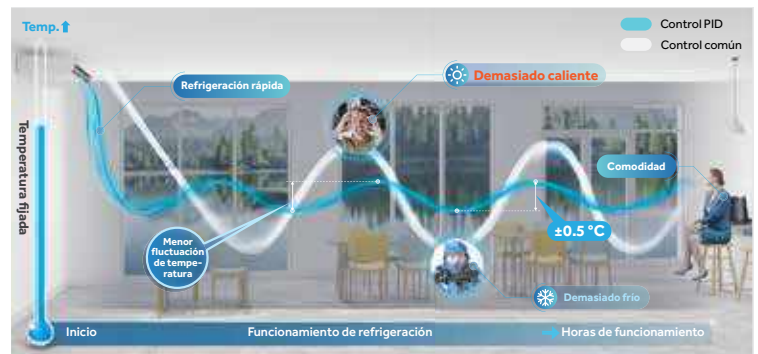 Temp.
Control PID
Control común
Demasiado caliente
Refrigeración rápida
Temperatura fijada
Comodidad
±0.5 °C
Menor
fluctuación
de tempe-
ratura
Demasiado frío
Inicio
Funcionamiento de refrigeración
Horas de funcionamiento